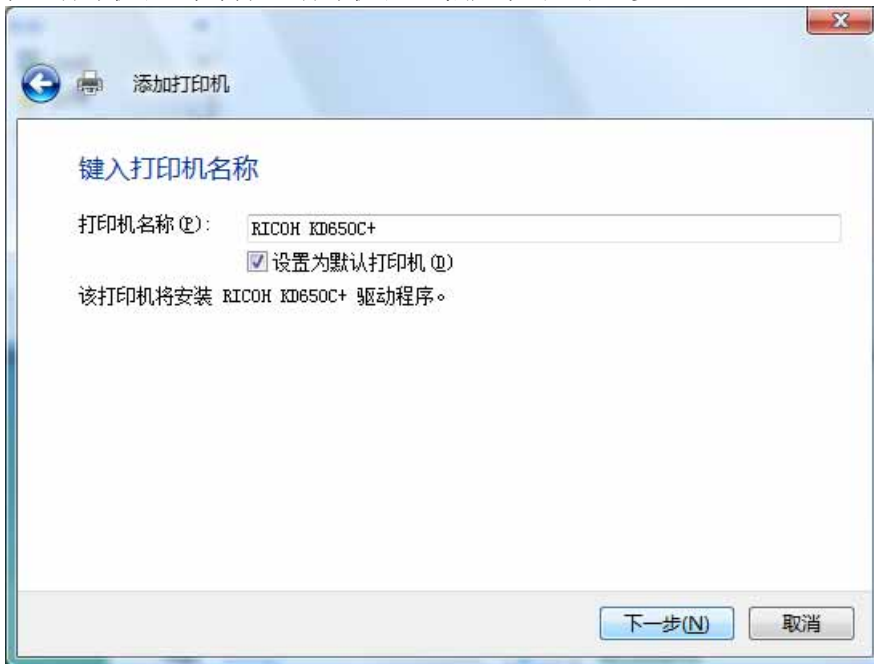 添加打印机
键入打印机名称
打印机名称(P): RICOH KD650C+
设置为默认打印机(D)
该打印机将安装 RICOH KD650C+ 驱动程序。
下一步(N) 取消